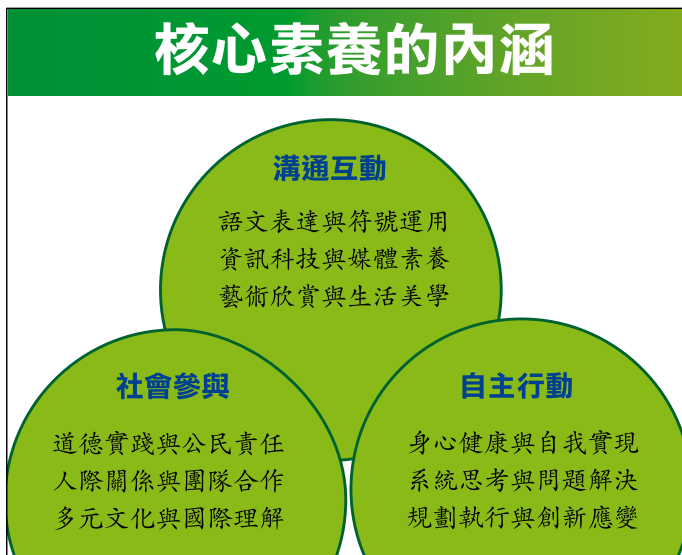 核心素養的內涵
溝通互動
語文表達與符號運用
資訊科技與媒體素養
藝術欣賞與生活美學
社會參與
道德實踐與公民責任
人際關係與團隊合作
多元文化與國際理解
自主行動
身心健康與自我實現
系統思考與問題解決
規劃執行與創新應變